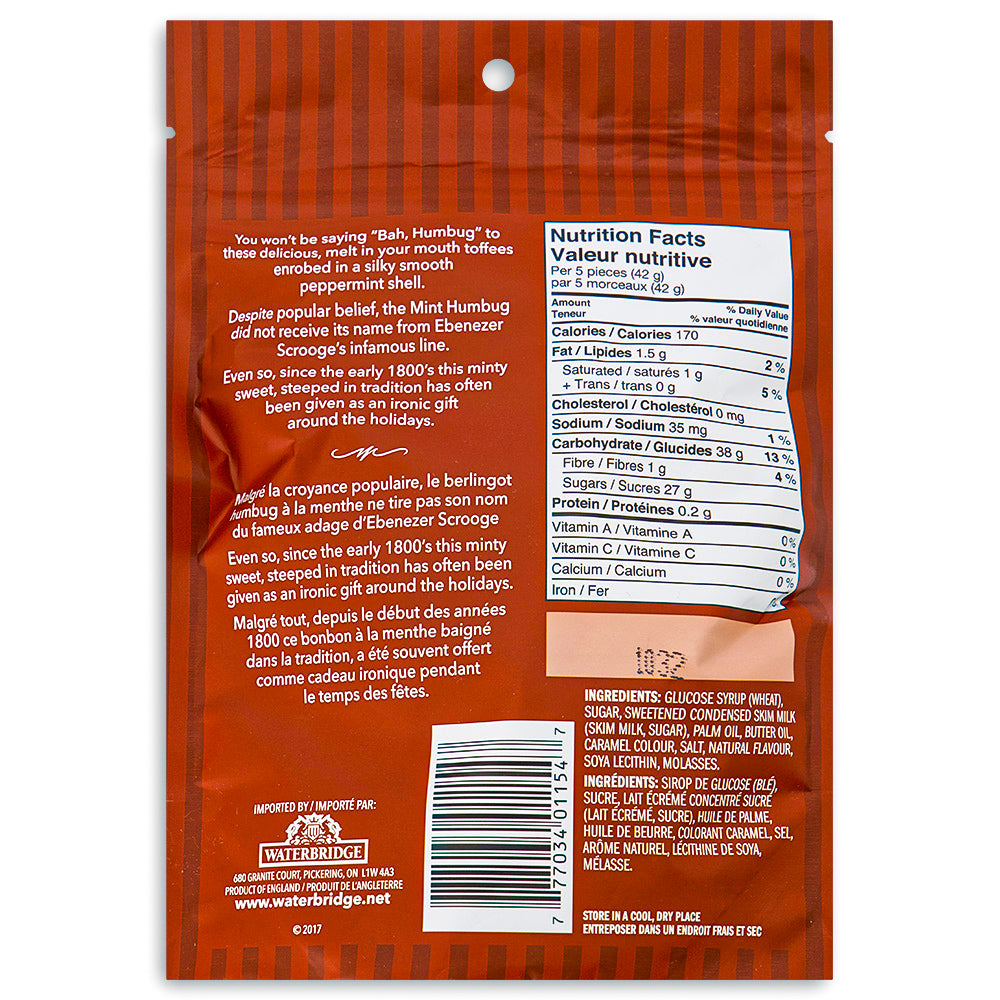 You won't be saying "Bah, Humbug" to
these delicious, melt in your mouth toffees
enrobed in a silky smooth
peppermint shell.
Despite popular belief, the Mint Humbug
did not receive its name from Ebenezer
Scrooge's infamous line.
Even so, since the early 1800's this minty
sweet, steeped in tradition has often
been given as an ironic gift
around the holidays.
Malgré la croyance populaire, le berlingot
humbug à la menthe ne tire pas son nom
du fameux adage d'Ebenezer Scrooge
Even so, since the early 1800's this minty
sweet, steeped in tradition has often been
given as an ironic gift around the holidays.
Malgré tout, depuis le début des années
1800 ce bonbon à la menthe baigné
dans la tradition, a été souvent offert
comme cadeau ironique pendant
le temps des fêtes.
IMPORTED BY / IMPORTÉ PAR:
WATERBRIDGE
680 GRANITE COURT, PICKERING, ON L1W 4A3
PRODUCT OF ENGLAND / PRODUIT DE L'ANGLETERRE
www.waterbridge.net
© 2017
7 77034 01154 7
Nutrition Facts
Valeur nutritive
Per 5 pieces (42 g)
par 5 morceaux (42 g)
Amount % Daily Value
Teneur % valeur quotidienne
Calories / Calories 170
Fat / Lipides 1.5 g 2 %
Saturated / saturés 1 g
+ Trans / trans 0 g 5 %
Cholesterol / Cholestérol 0 mg
Sodium / Sodium 35 mg 1 %
Carbohydrate / Glucides 38 g 13 %
Fibre / Fibres 1 g 4 %
Sugars / Sucres 27 g
Protein / Protéines 0.2 g
Vitamin A / Vitamine A 0 %
Vitamin C / Vitamine C 0 %
Calcium / Calcium 0 %
Iron / Fer
1032
INGREDIENTS: GLUCOSE SYRUP (WHEAT),
SUGAR, SWEETENED CONDENSED SKIM MILK
(SKIM MILK, SUGAR), PALM OIL, BUTTER OIL,
CARAMEL COLOUR, SALT, NATURAL FLAVOUR,
SOYA LECITHIN, MOLASSES.
INGRÉDIENTS: SIROP DE GLUCOSE (BLÉ),
SUCRE, LAIT ÉCRÉMÉ CONCENTRÉ SUCRÉ
(LAIT ÉCRÉMÉ, SUCRE), HUILE DE PALME,
HUILE DE BEURRE, COLORANT CARAMEL, SEL,
ARÔME NATUREL, LÉCITHINE DE SOYA,
MÉLASSE.
STORE IN A COOL, DRY PLACE
ENTREPOSER DANS UN ENDROIT FRAIS ET SEC